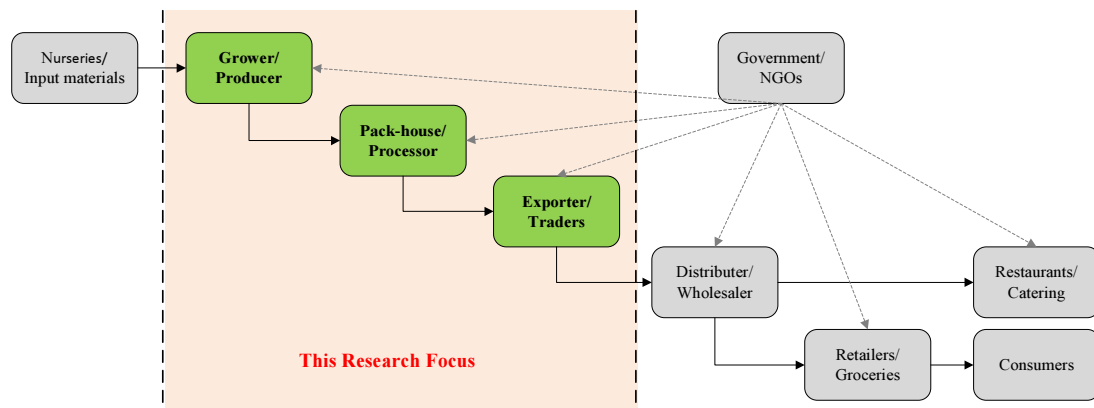 Nurseries/
Input materials
Grower/
Producer
Government/
NGOs
Pack-house/
Processor
Exporter/
Traders
Distributer/
Wholesaler
Restaurants/
Catering
This Research Focus
Retailers/
Groceries
Consumers